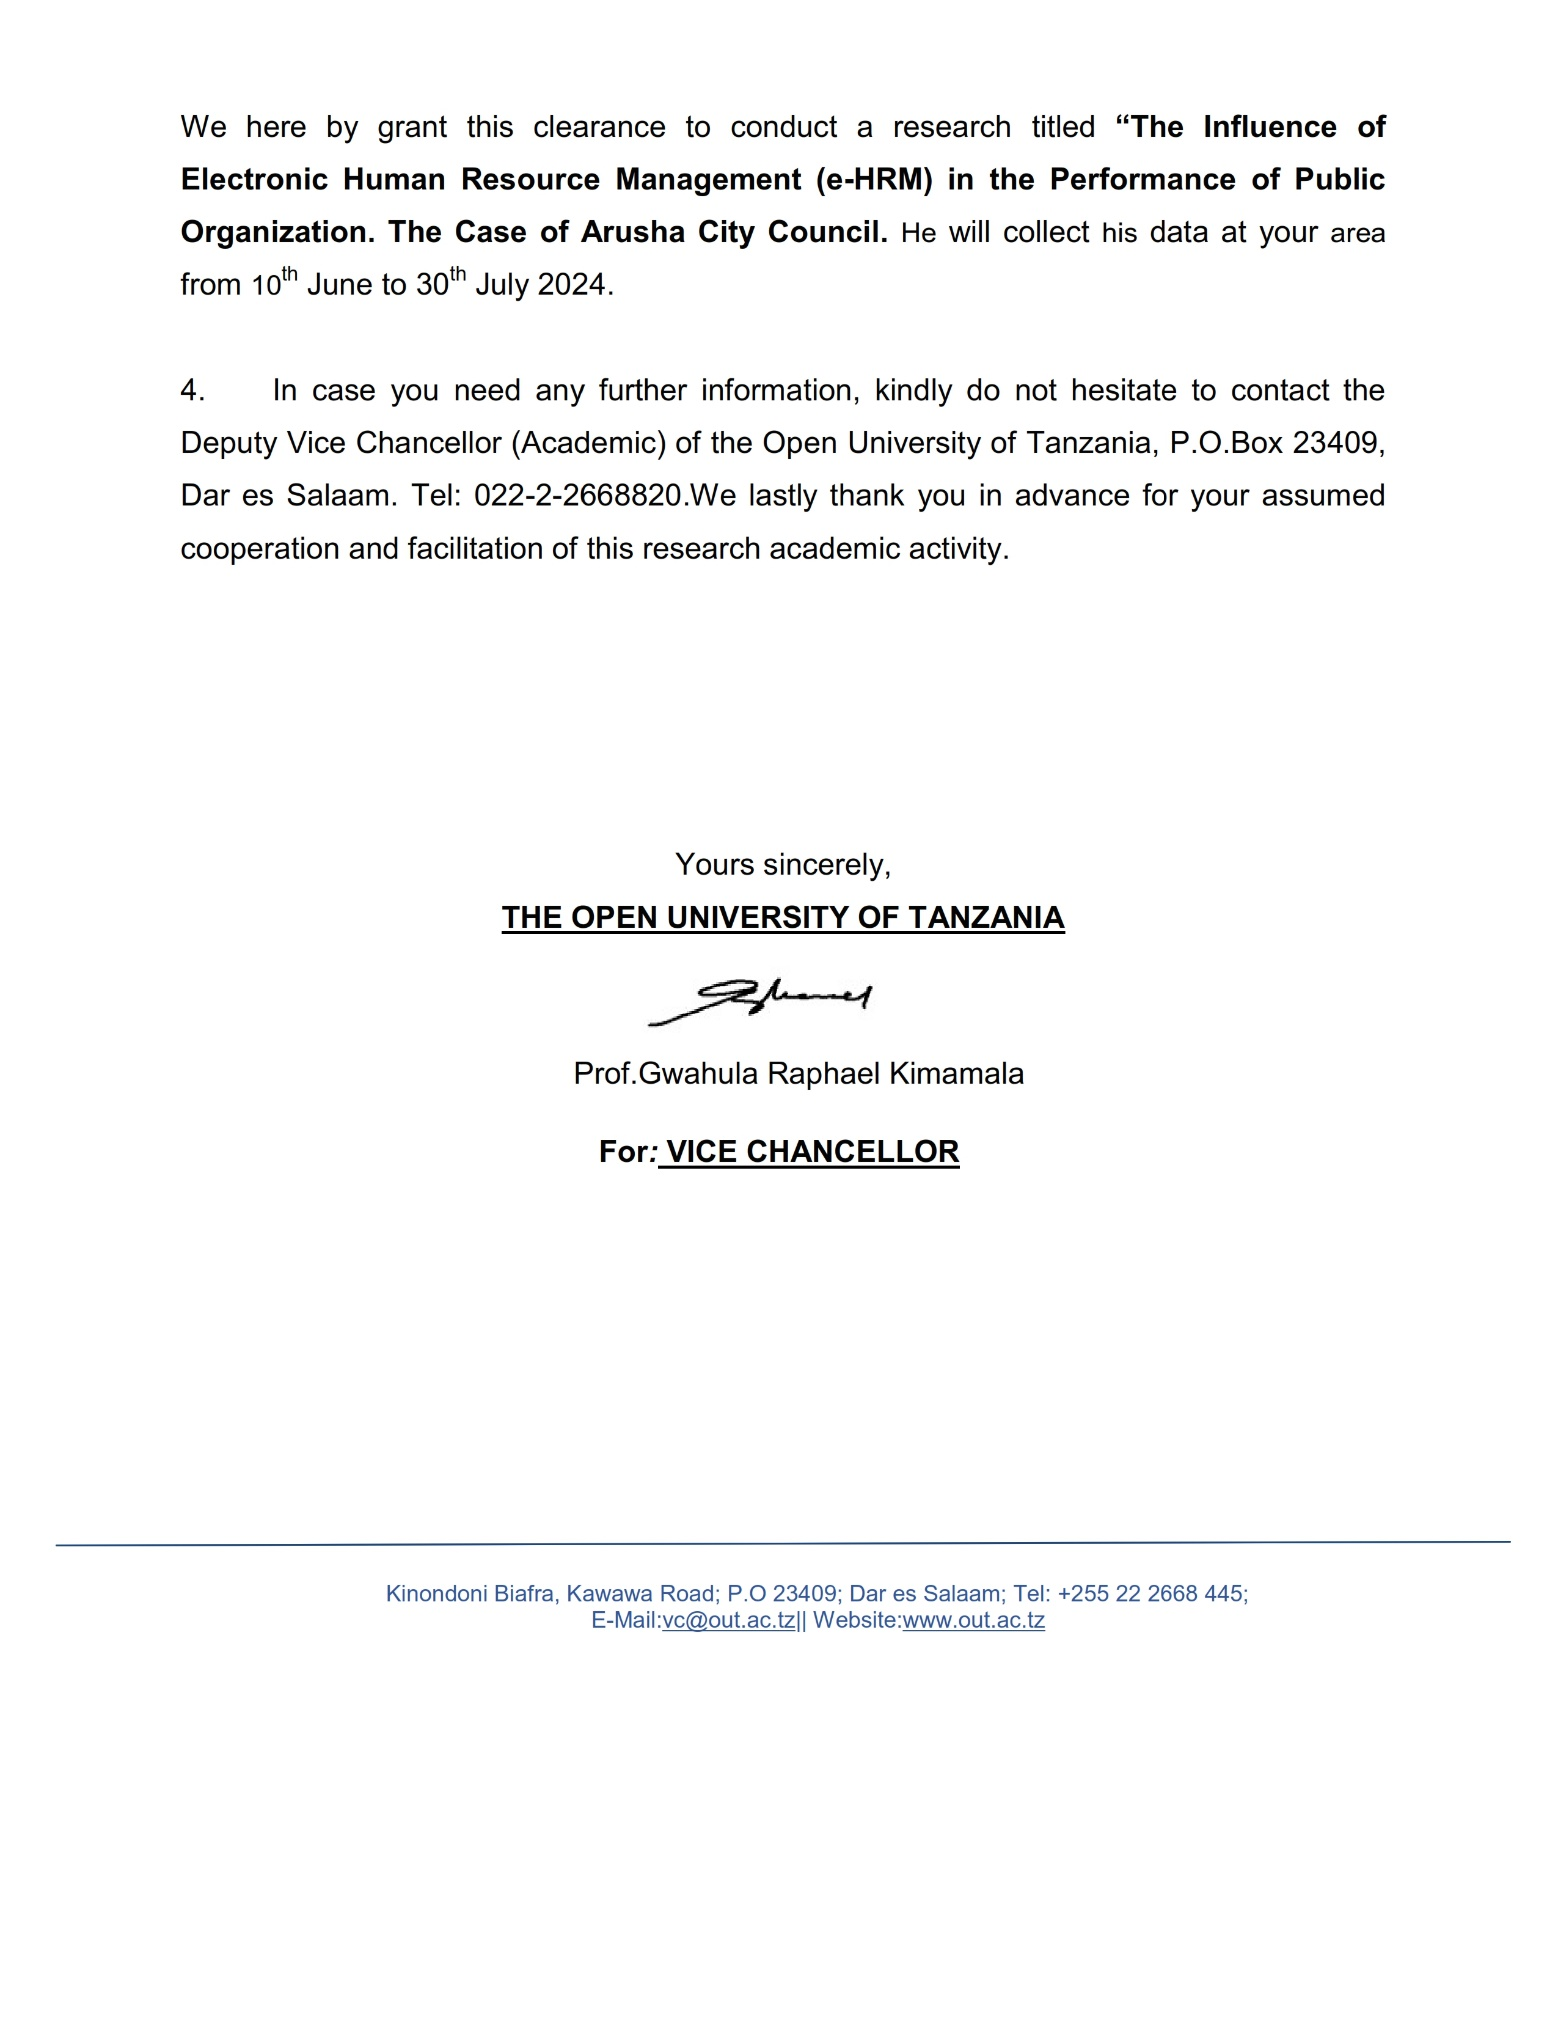 We here by grant this clearance to conduct a research titled “The Influence of
Electronic Human Resource Management (e-HRM) in the Performance of Public
Organization. The Case of Arusha City Council. He will collect his data at your area
from 10th June to 30th July 2024.
4. In case you need any further information, kindly do not hesitate to contact the
Deputy Vice Chancellor (Academic) of the Open University of Tanzania, P.O.Box 23409,
Dar es Salaam. Tel: 022-2-2668820.We lastly thank you in advance for your assumed
cooperation and facilitation of this research academic activity.
Yours sincerely,
THE OPEN UNIVERSITY OF TANZANIA
Prof.Gwahula Raphael Kimamala
For: VICE CHANCELLOR
Kinondoni Biafra, Kawawa Road; P.O 23409; Dar es Salaam; Tel: +255 22 2668 445;
E-Mail:vc@out.ac.tz|| Website:www.out.ac.tz